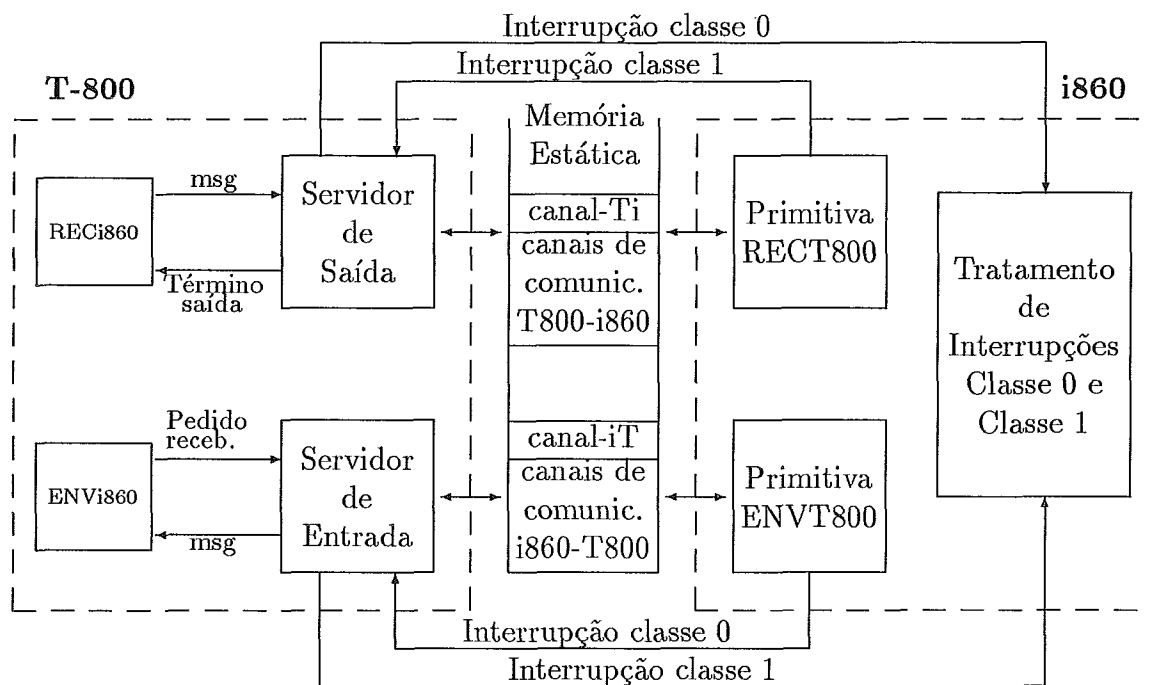 Interrupção classe 0
Interrupção classe 1
T-800
i860
Memória
Estática
canal-Ti
canais de
comunic.
T800-i860
canal-iT
canais de
comunic.
i860-T800
RECi860
msg
Término
saída
Servidor
de
Saída
Primitiva
RECT800
Tratamento
de
Interrupções
Classe 0 e
Classe 1
ENVi860
Pedido
receb.
msg
Servidor
de
Entrada
Primitiva
ENVT800
Interrupção classe 0
Interrupção classe 1